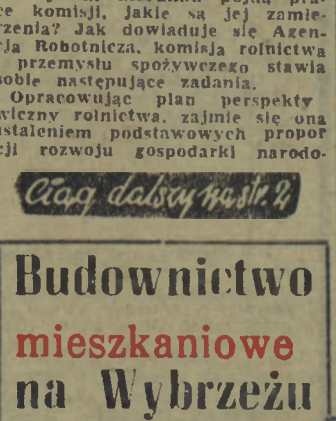 ce komisji, jakie są jej zamie-
rzenia? Jak dowiaduje się Agen-
cja Robotnicza, komisja rolnictwa
przemysłu spożywczego stawia
sobie następujące zadania.
Opracowując plan perspekty
wiczny rolnictwa, zajmie się ona
ustaleniem podstawowych propor
cji rozwoju gospodarki narodo-
Ciąg dalszy na str. 2
Budownictwo
mieszkaniowe
na Wybrzeżu